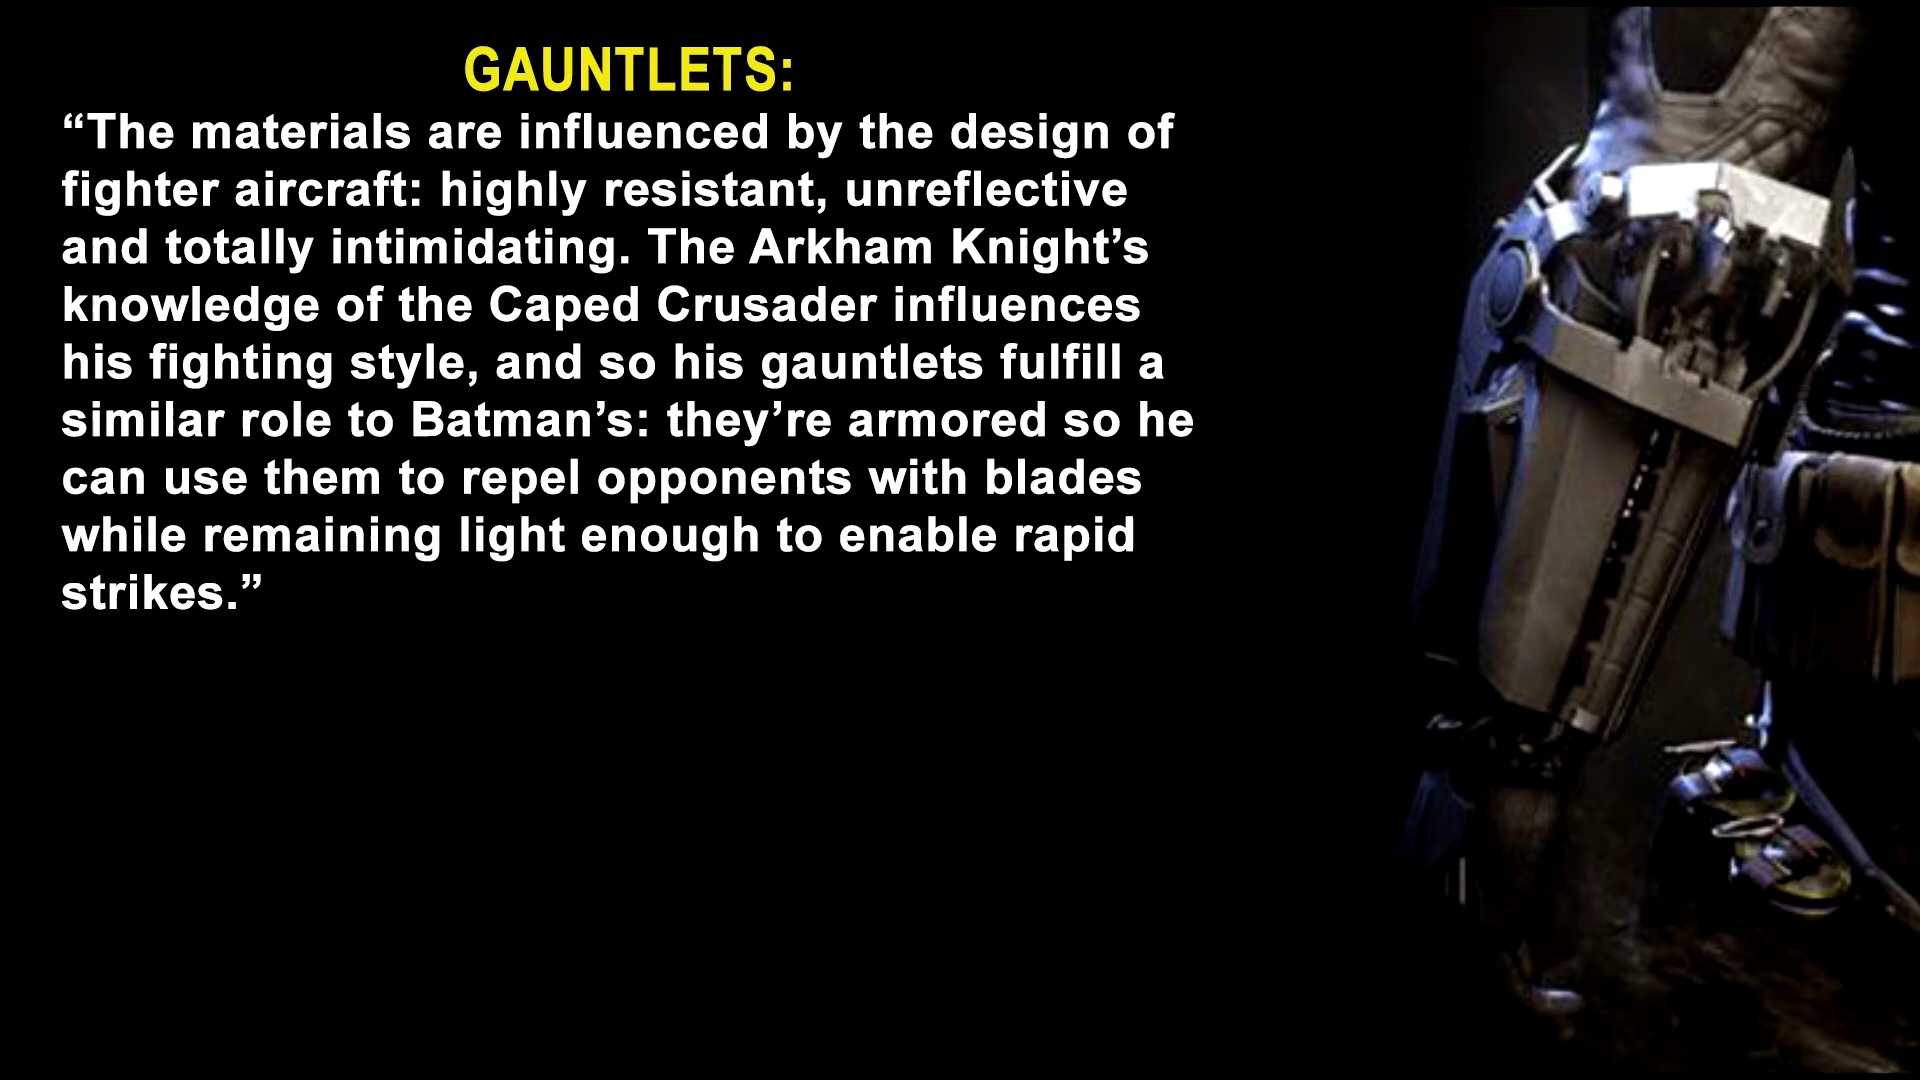 GAUNTLETS:
“The materials are influenced by the design of
fighter aircraft: highly resistant, unreflective
and totally intimidating. The Arkham Knight’s
knowledge of the Caped Crusader influences
his fighting style, and so his gauntlets fulfill a
similar role to Batman’s: they’re armored so he
can use them to repel opponents with blades
while remaining light enough to enable rapid
strikes.”